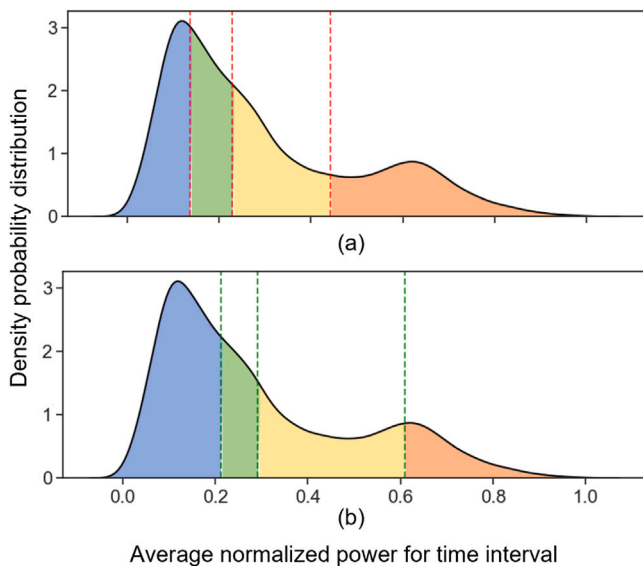 Density probability distribution
3
2
1
0
(a)
3
2
1
0
0.0 0.2 0.4 0.6 0.8 1.0
(b)
Average normalized power for time interval